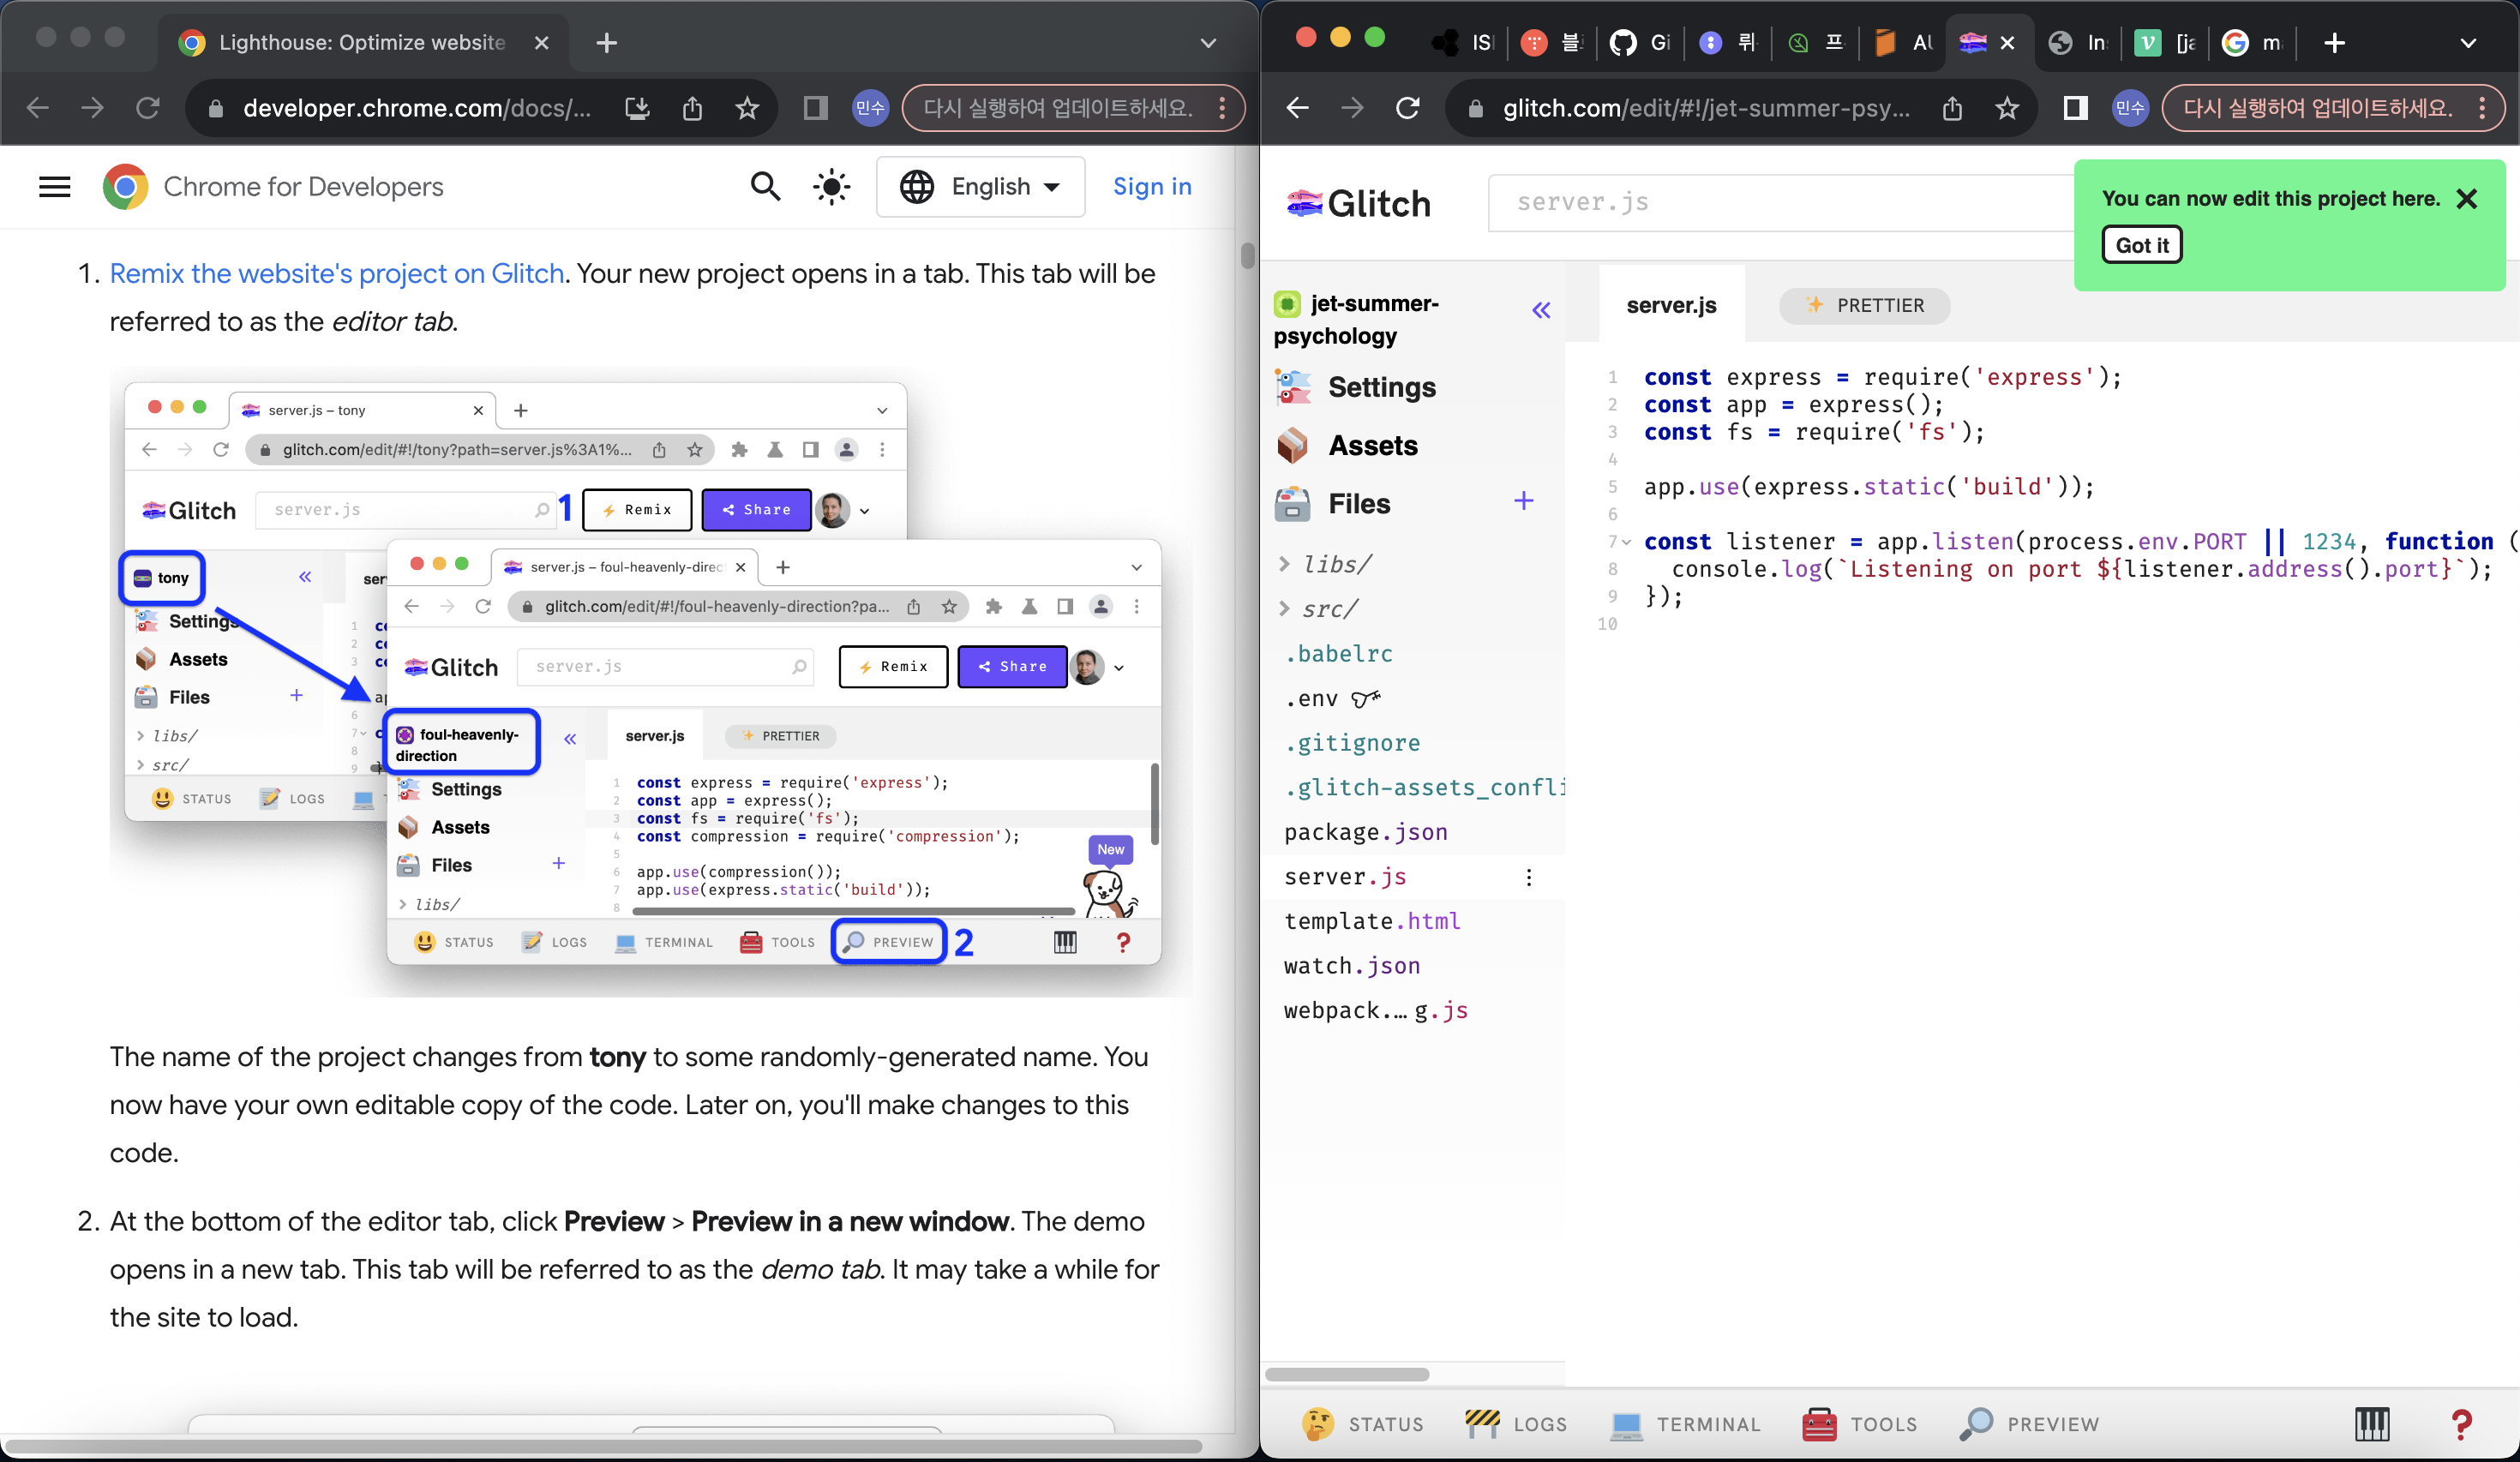 Lighthouse: Optimize website
developer.chrome.com/docs/...
민수
다시 실행하여 업데이트하세요.
Chrome for Developers
English
Sign in
1. Remix the website's project on Glitch. Your new project opens in a tab. This tab will be
referred to as the editor tab.
server.js – tony
glitch.com/edit/#!/tony?path=server.js%3A1%...
Glitch
server.js
1
Remix
Share
tony
Settings
Assets
Files
libs/
src/
STATUS
LOGS
server.js – foul-heavenly-direc
glitch.com/edit/#!/foul-heavenly-direction?pa...
Glitch
server.js
Remix
Share
foul-heavenly-
direction
server.js
PRETTIER
Settings
Assets
Files
libs/
1 const express = require('express');
2 const app = express();
3 const fs = require('fs');
4 const compression = require('compression');
5
6 app.use(compression());
7 app.use(express.static('build'));
8
New
STATUS
LOGS
TERMINAL
TOOLS
PREVIEW
2
?
The name of the project changes from tony to some randomly-generated name. You
now have your own editable copy of the code. Later on, you'll make changes to this
code.
2. At the bottom of the editor tab, click Preview > Preview in a new window. The demo
opens in a new tab. This tab will be referred to as the demo tab. It may take a while for
the site to load.
glitch.com/edit/#!/jet-summer-psy...
민수
다시 실행하여 업데이트하세요.
Glitch
server.js
You can now edit this project here.
Got it
jet-summer-
psychology
Settings
Assets
Files
libs/
src/
.babelrc
.env
.gitignore
.glitch-assets_confli
package.json
server.js
template.html
watch.json
webpack.… g.js
server.js
PRETTIER
1 const express = require('express');
2 const app = express();
3 const fs = require('fs');
4
5 app.use(express.static('build'));
6
7 const listener = app.listen(process.env.PORT || 1234, function (
8 console.log(`Listening on port ${listener.address().port}`);
9 });
10
STATUS
LOGS
TERMINAL
TOOLS
PREVIEW
?